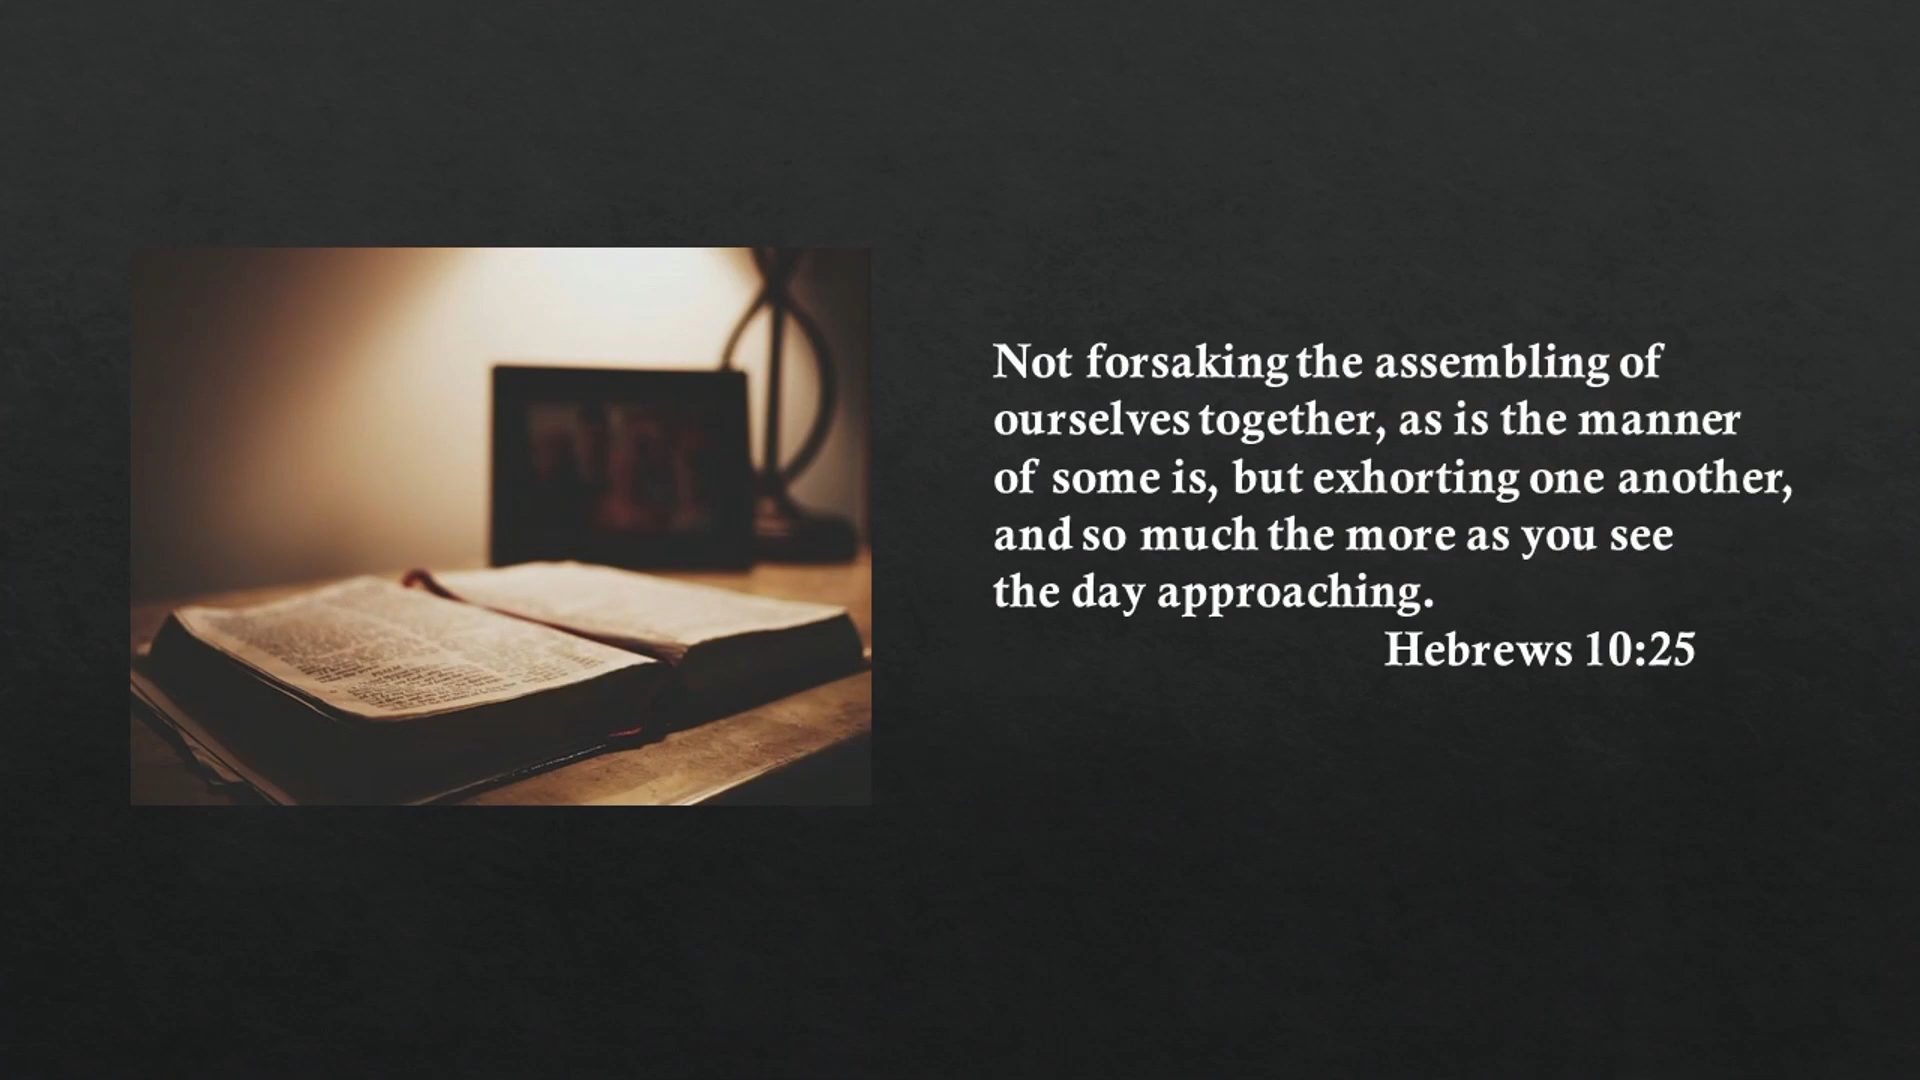 Not forsaking the assembling of
ourselves together, as is the manner
of some is, but exhorting one another,
and so much the more as you see
the day approaching.
Hebrews 10:25